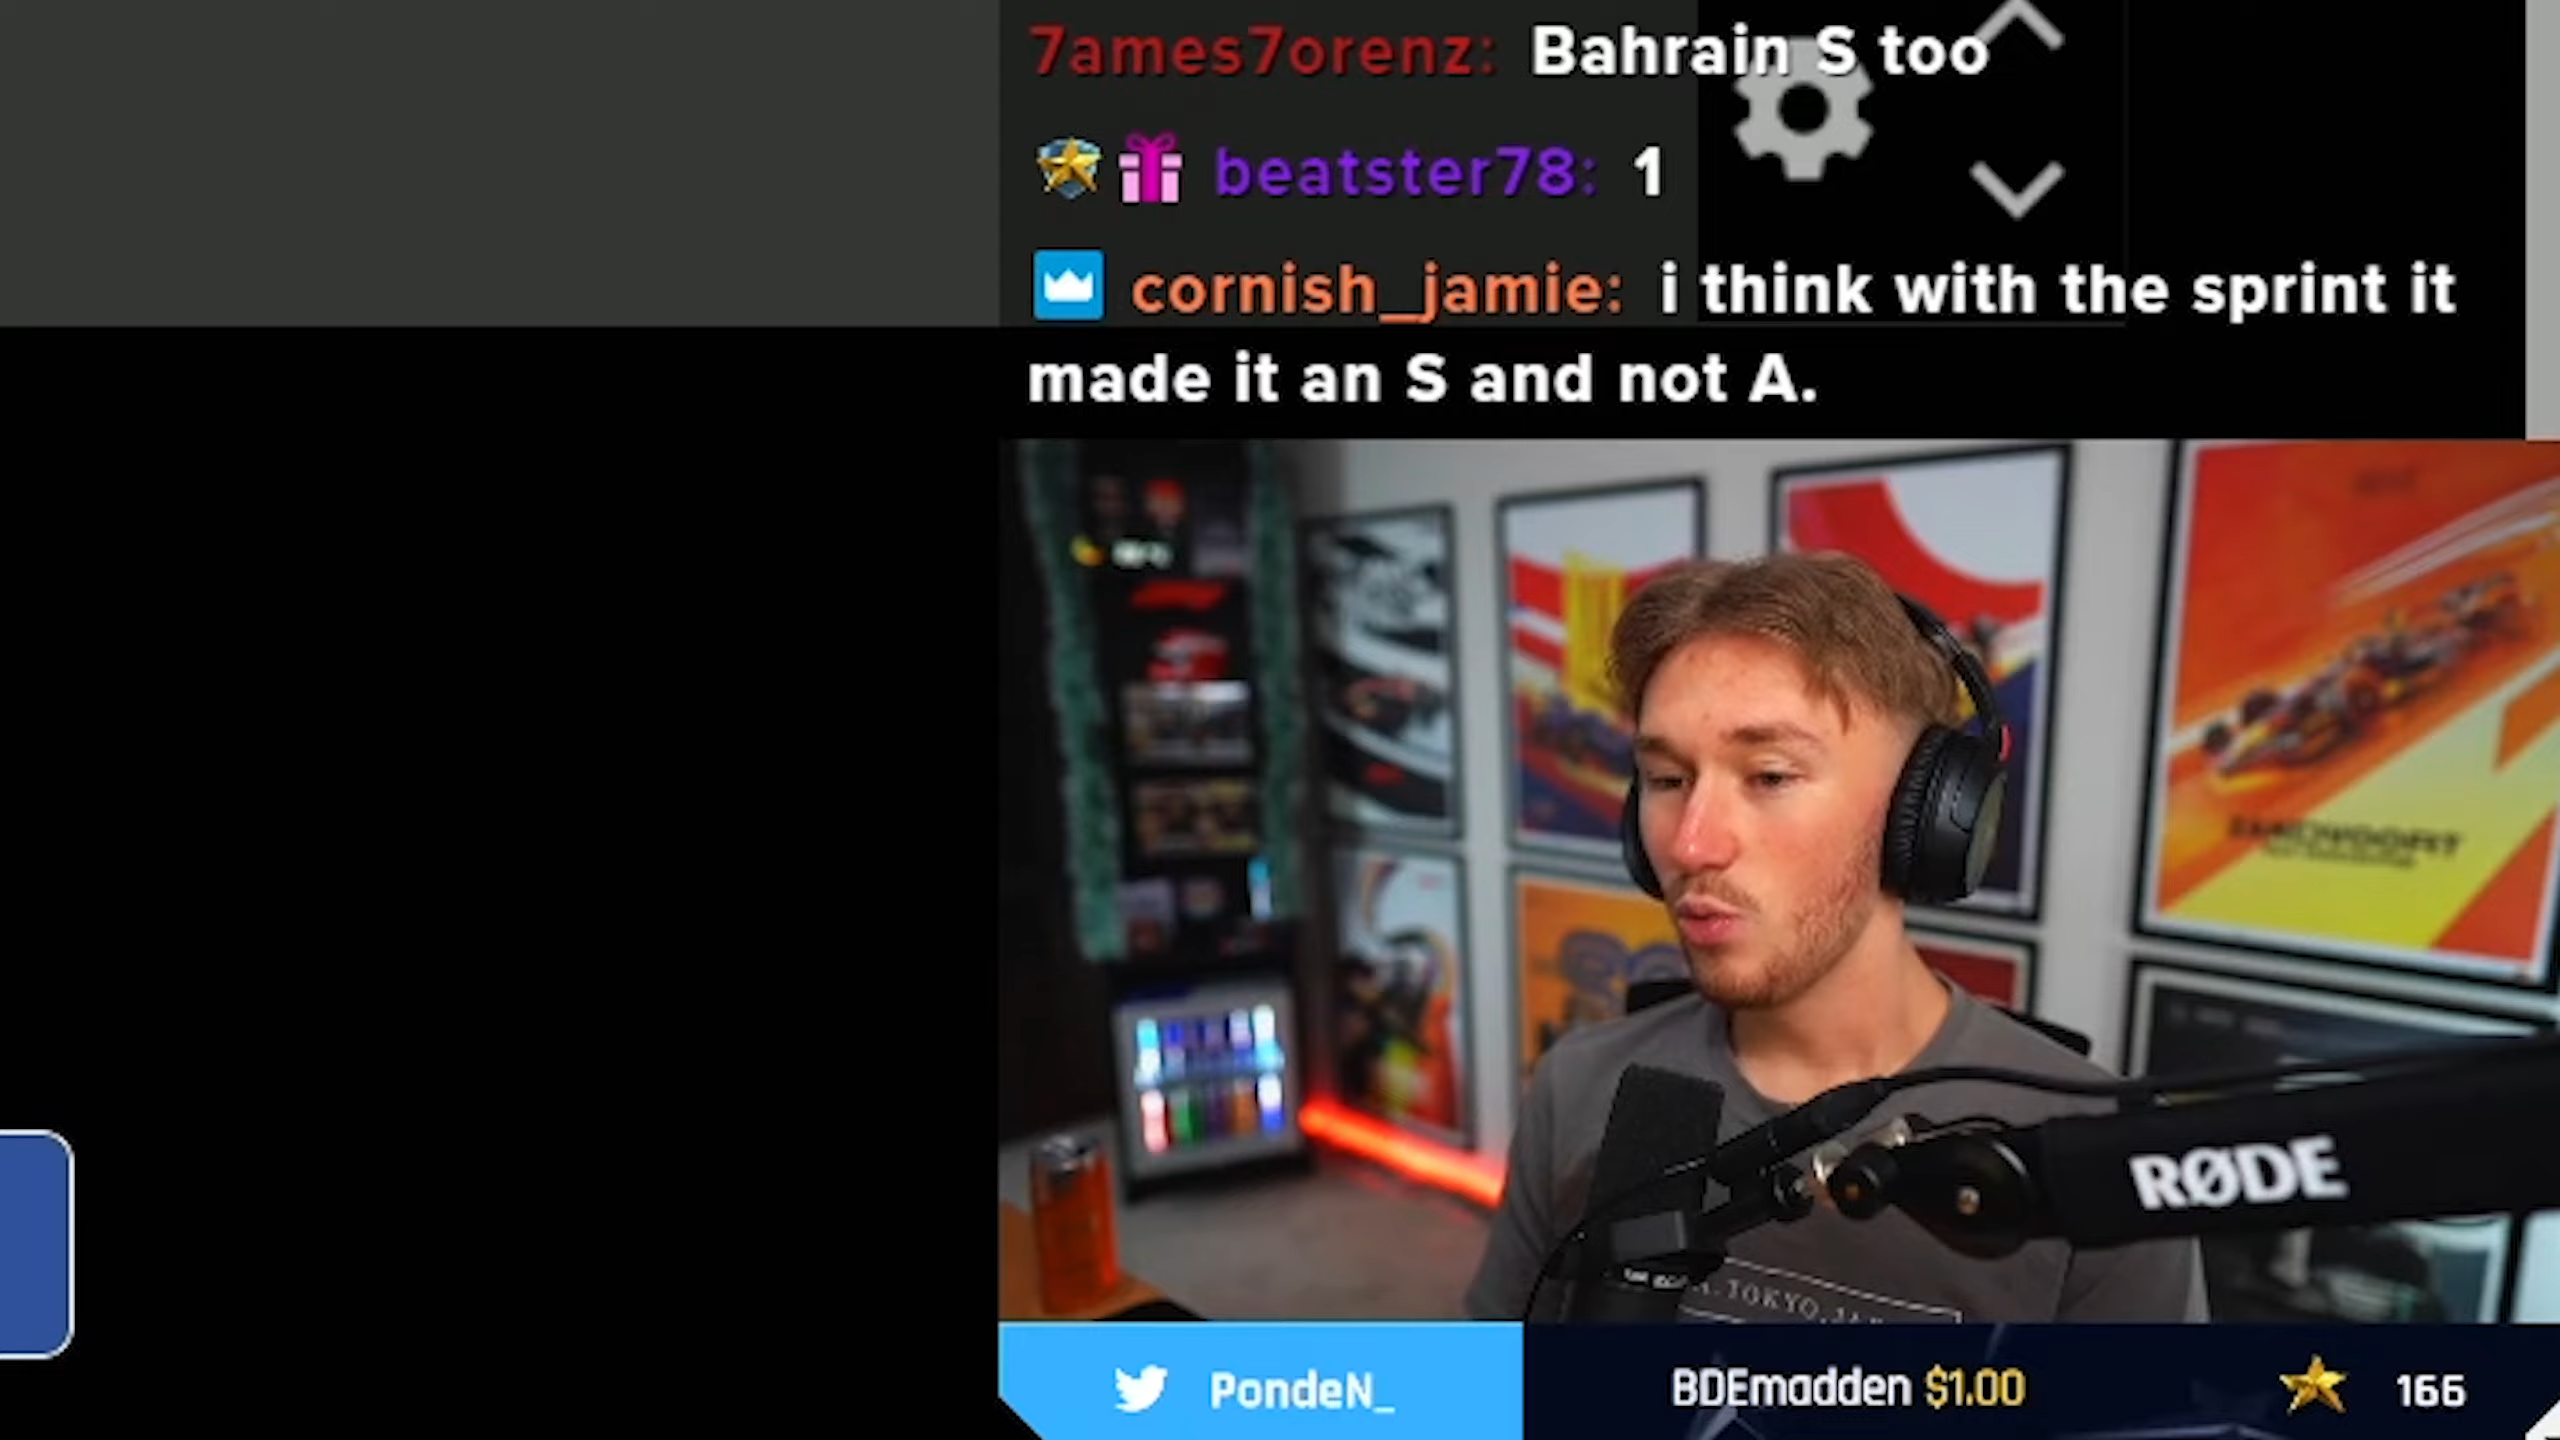 7ames7orenz: Bahrain S too
beatster78: 1
cornish_jamie: i think with the sprint it
made it an S and not A.
RØDE
PondeN_
BDEmadden $1.00
166